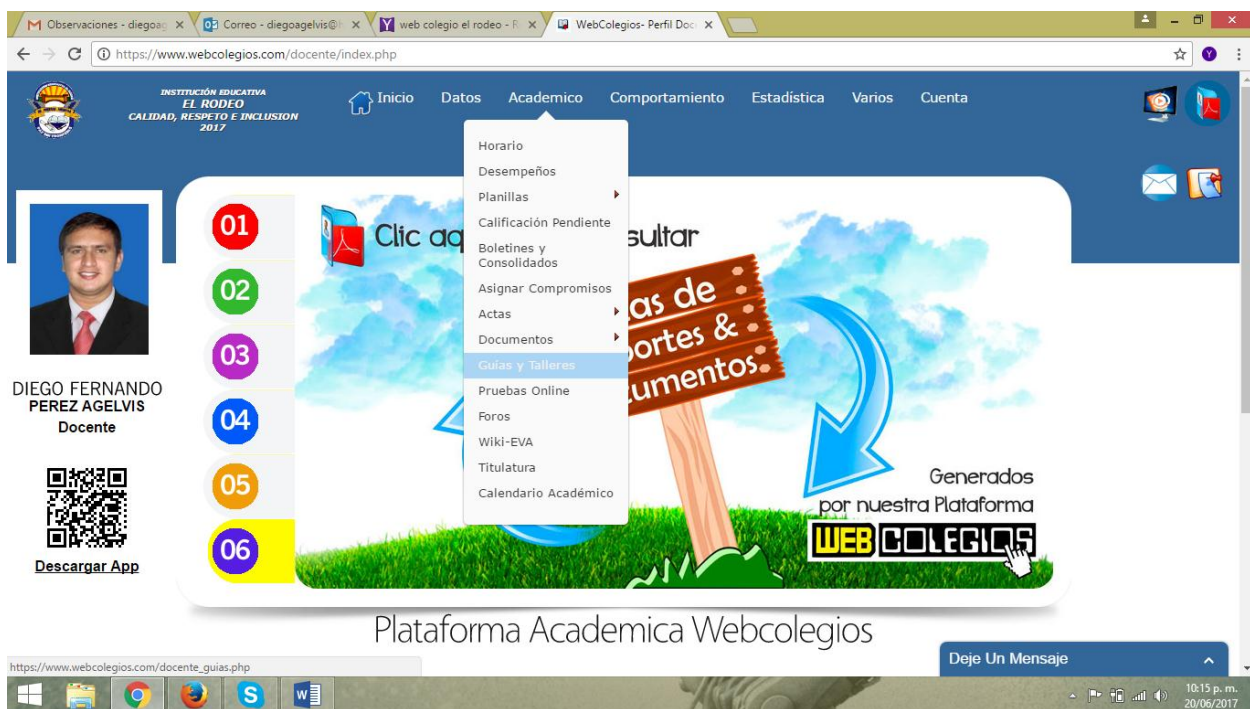 Observaciones - diegoag
Correo - diegoagelvis@
web colegio el rodeo -
WebColegios- Perfil Doc
https://www.webcolegios.com/docente/index.php
INSTITUCIÓN EDUCATIVA
EL RODEO
CALIDAD, RESPETO E INCLUSION
2017
Inicio Datos Academico Comportamiento Estadística Varios Cuenta
Horario
Desempeños
Planillas
Calificación Pendiente
Boletines y
Consolidados
Asignar Compromisos
Actas
Documentos
Guías y Talleres
Pruebas Online
Foros
Wiki-EVA
Titulatura
Calendario Académico
DIEGO FERNANDO
PEREZ AGELVIS
Docente
Descargar App
01
02
03
04
05
06
Clic aq sultar
as de
ortes &
umentos
Generados
por nuestra Plataforma
WEB COLEGIOS
Plataforma Academica Webcolegios
Deje Un Mensaje
https://www.webcolegios.com/docente_guias.php
10:15 p. m.
20/06/2017